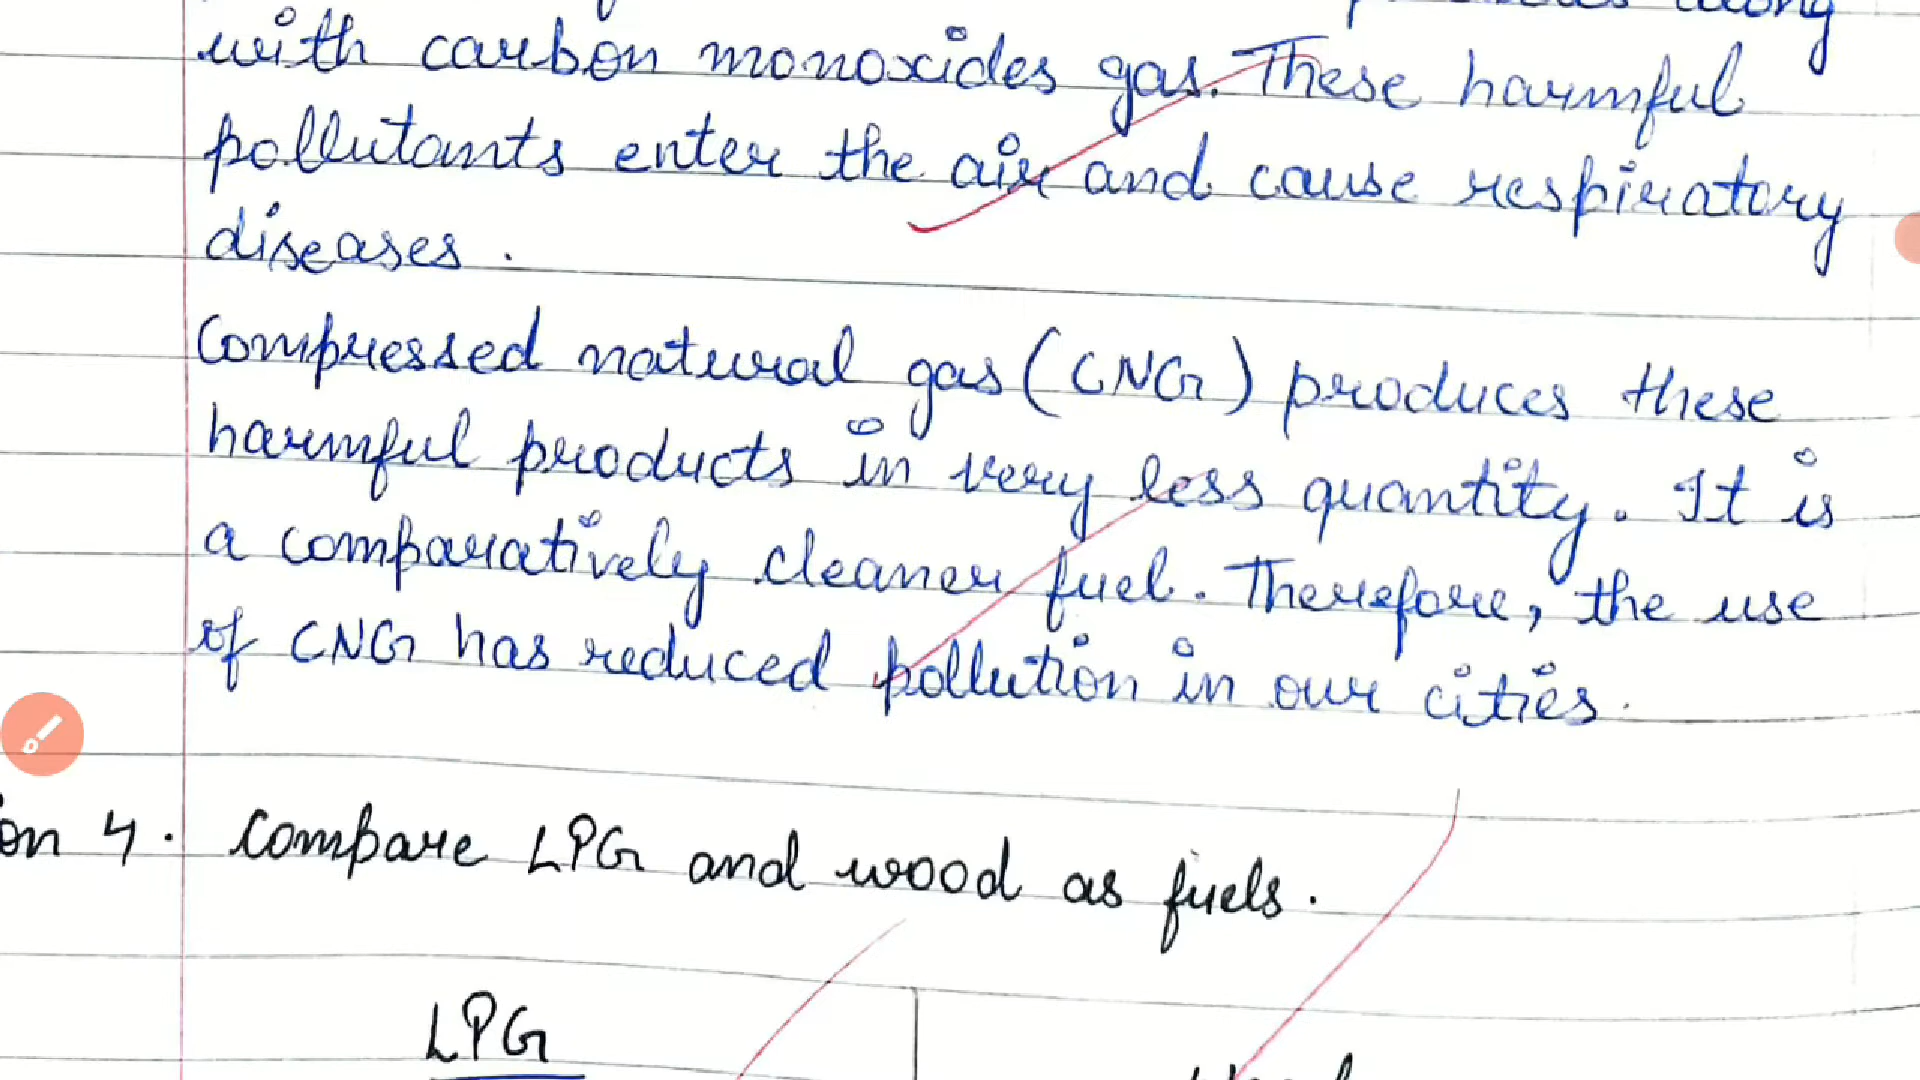 along
with carbon monoxides gas. These harmful
pollutants enter the air and cause respiratory
diseases.
Compressed natural gas (CNG) produces these
harmful products in very less quantity. It is
a comparatively cleaner fuel. Therefore, the use
of CNG has reduced pollution in our cities.
on 4. Compare LPG and wood as fuels.
LPG